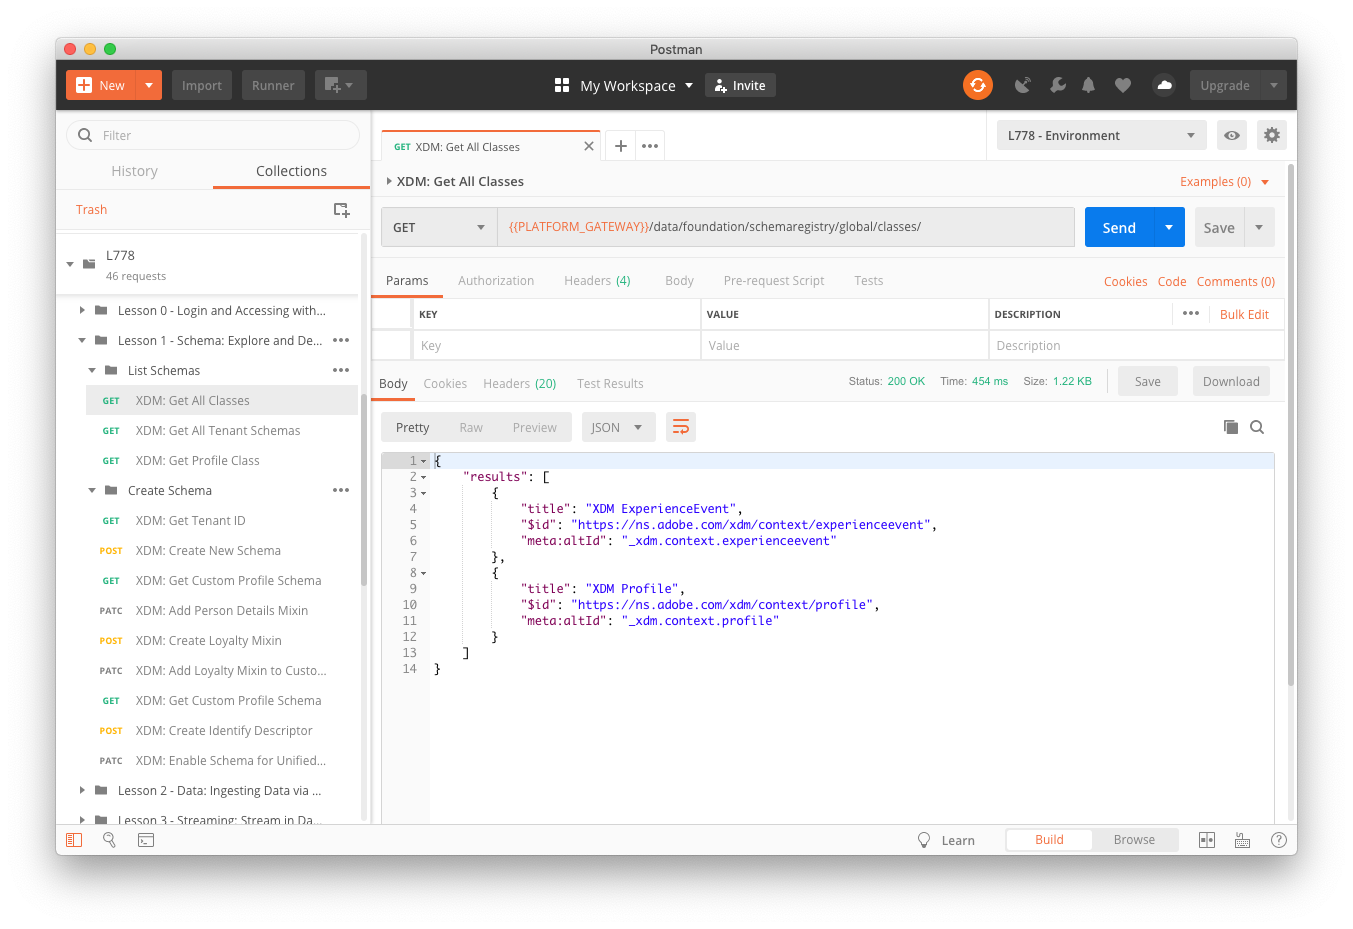 Postman
New
Import
Runner
My Workspace
Invite
Upgrade
Filter
History
Collections
Trash
L778
46 requests
Lesson 0 - Login and Accessing with...
Lesson 1 - Schema: Explore and De...
List Schemas
GET XDM: Get All Classes
GET XDM: Get All Tenant Schemas
GET XDM: Get Profile Class
Create Schema
GET XDM: Get Tenant ID
POST XDM: Create New Schema
GET XDM: Get Custom Profile Schema
PATC XDM: Add Person Details Mixin
POST XDM: Create Loyalty Mixin
PATC XDM: Add Loyalty Mixin to Custo...
GET XDM: Get Custom Profile Schema
POST XDM: Create Identify Descriptor
PATC XDM: Enable Schema for Unified...
Lesson 2 - Data: Ingesting Data via ...
Lesson 3 - Streaming: Stream in Da...
GET XDM: Get All Classes
L778 - Environment
XDM: Get All Classes
Examples (0)
GET
{{PLATFORM_GATEWAY}}/data/foundation/schemaregistry/global/classes/
Send
Save
Params Authorization Headers (4) Body Pre-request Script Tests
Cookies Code Comments (0)
KEY VALUE DESCRIPTION
Bulk Edit
Key Value Description
Body Cookies Headers (20) Test Results
Status: 200 OK Time: 454 ms Size: 1.22 KB
Save Download
Pretty Raw Preview JSON
1 {
2 "results": [
3 {
4 "title": "XDM ExperienceEvent",
5 "$id": "https://ns.adobe.com/xdm/context/experienceevent",
6 "meta:altId": "_xdm.context.experienceevent"
7 },
8 {
9 "title": "XDM Profile",
10 "$id": "https://ns.adobe.com/xdm/context/profile",
11 "meta:altId": "_xdm.context.profile"
12 }
13 ]
14 }
Learn
Build
Browse